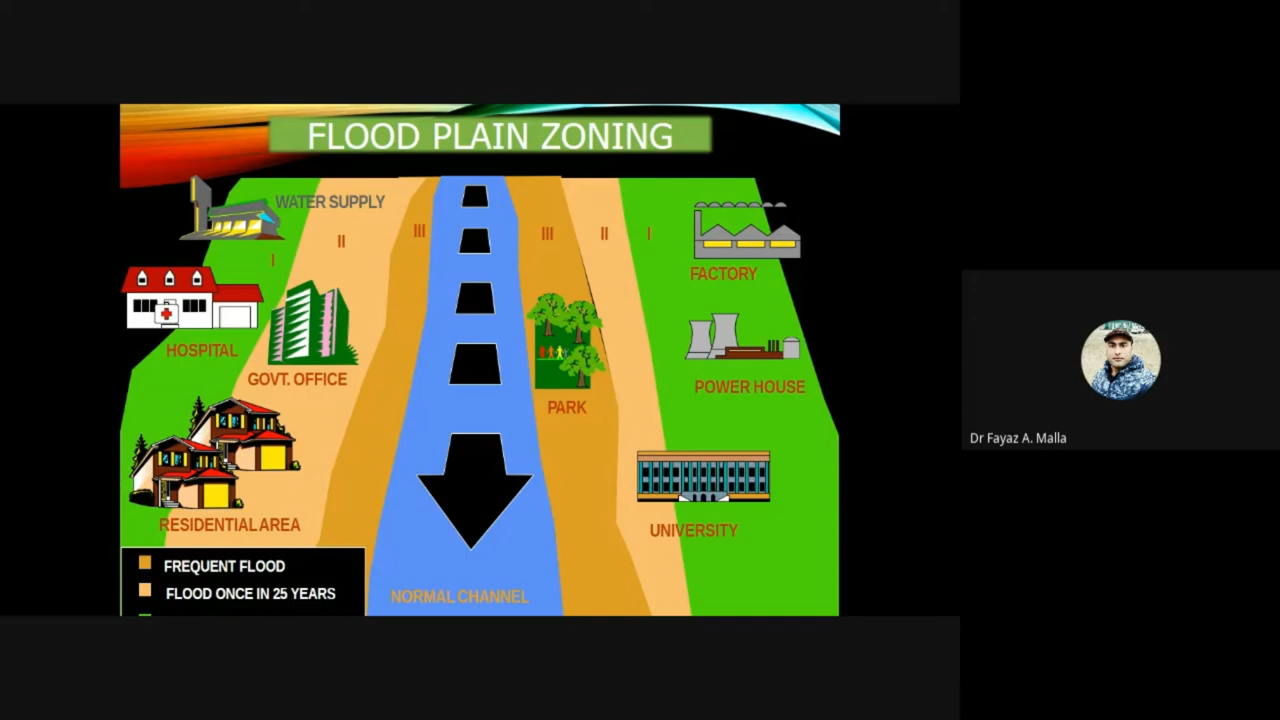 FLOOD PLAIN ZONING
WATER SUPPLY
I
II
III
III
II
I
FACTORY
HOSPITAL
GOVT. OFFICE
PARK
POWER HOUSE
RESIDENTIAL AREA
UNIVERSITY
FREQUENT FLOOD
FLOOD ONCE IN 25 YEARS
NORMAL CHANNEL
Dr Fayaz A. Malla